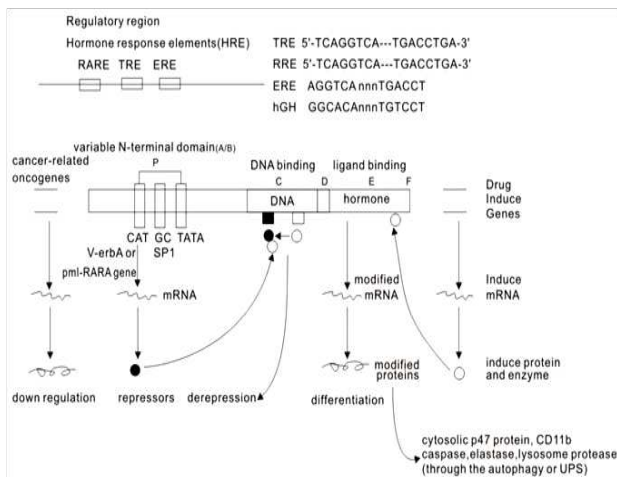 Regulatory region
Hormone response elements(HRE)
RARE TRE ERE
TRE 5'-TCAGGTCA---TGACCTGA-3'
RRE 5'-TCAGGTCA---TGACCTGA-3'
ERE AGGTCAnnnTGACCT
hGH GGCACAnnnTGTCCT
variable N-terminal domain(A/B)
cancer-related
oncogenes
P
DNA binding
ligand binding
C D E F
DNA
hormone
Drug
Induce
Genes
CAT GC TATA
SP1
V-erbA or
pml-RARA gene
mRNA
modified
mRNA
Induce
mRNA
down regulation
repressors
derepression
modified
proteins
differentiation
induce protein
and enzyme
cytosolic p47 protein, CD11b
caspase,elastase,lysosome protease
(through the autophagy or UPS)